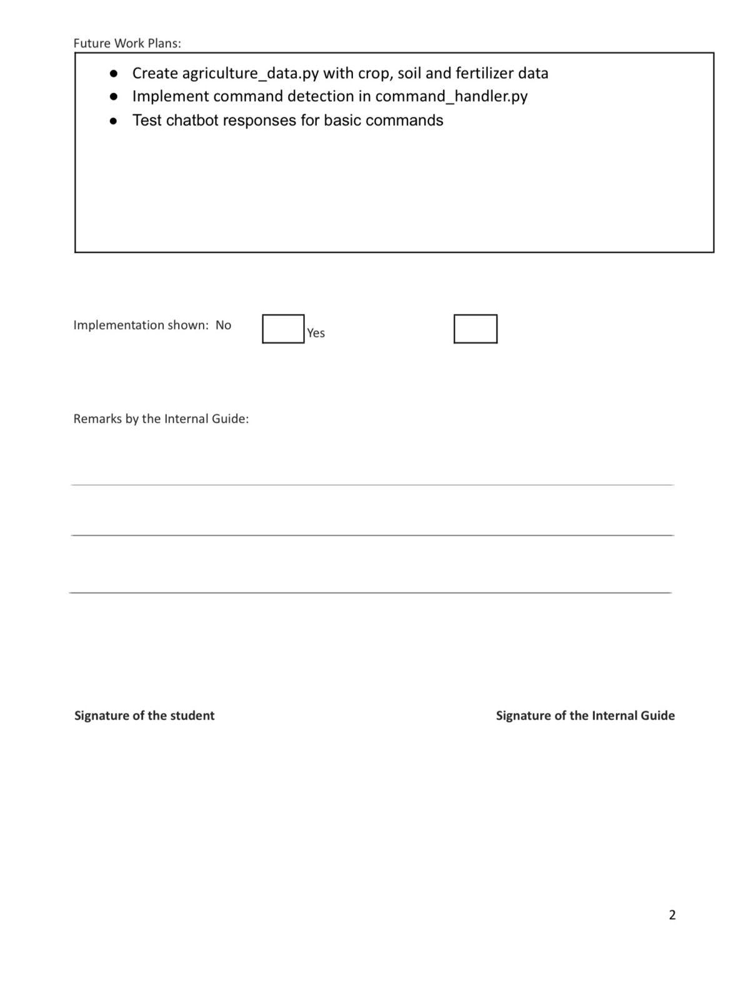 Future Work Plans:
● Create agriculture_data.py with crop, soil and fertilizer data
● Implement command detection in command_handler.py
● Test chatbot responses for basic commands
Implementation shown: No Yes
Remarks by the Internal Guide:
Signature of the student Signature of the Internal Guide
2